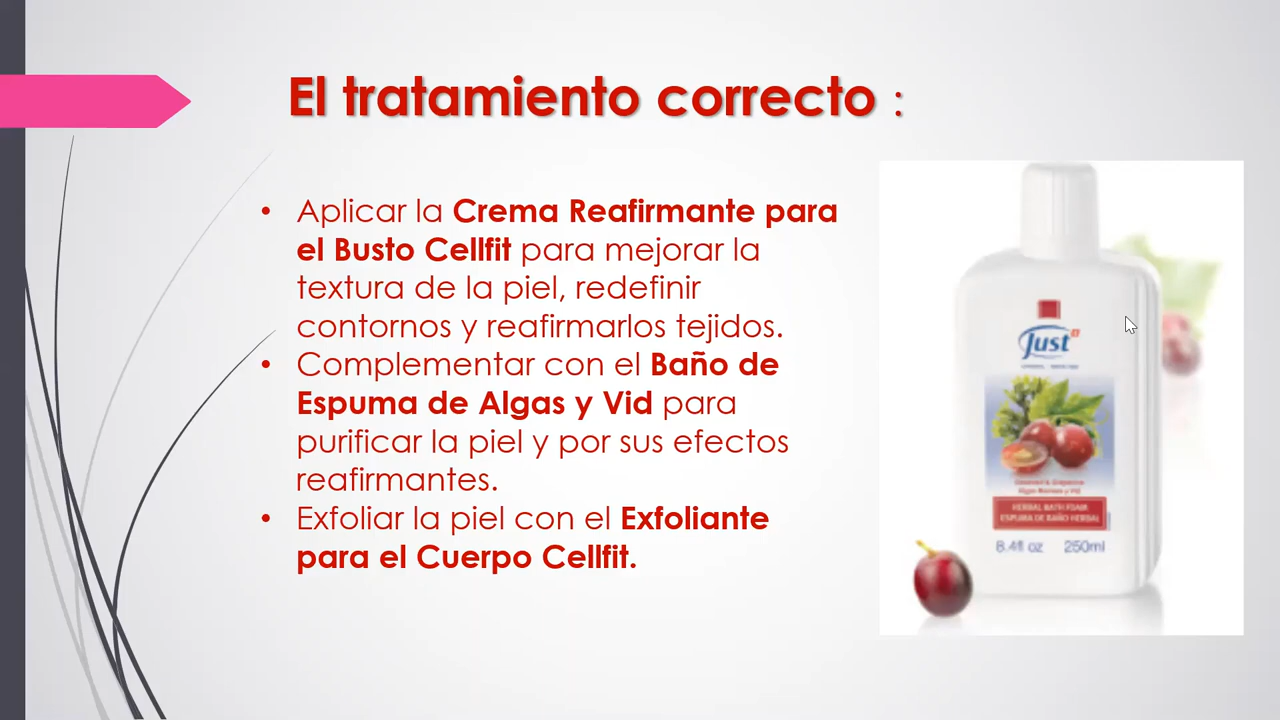 El tratamiento correcto :
• Aplicar la Crema Reafirmante para
el Busto Cellfit para mejorar la
textura de la piel, redefinir
contornos y reafirmarlos tejidos.
• Complementar con el Baño de
Espuma de Algas y Vid para
purificar la piel y por sus efectos
reafirmantes.
• Exfoliar la piel con el Exfoliante
para el Cuerpo Cellfit.
Just
Algas Marinas y Vid
HERBAL BATH FOAM
ESPUMA DE BAÑO HERBAL
8.4fl oz 250ml